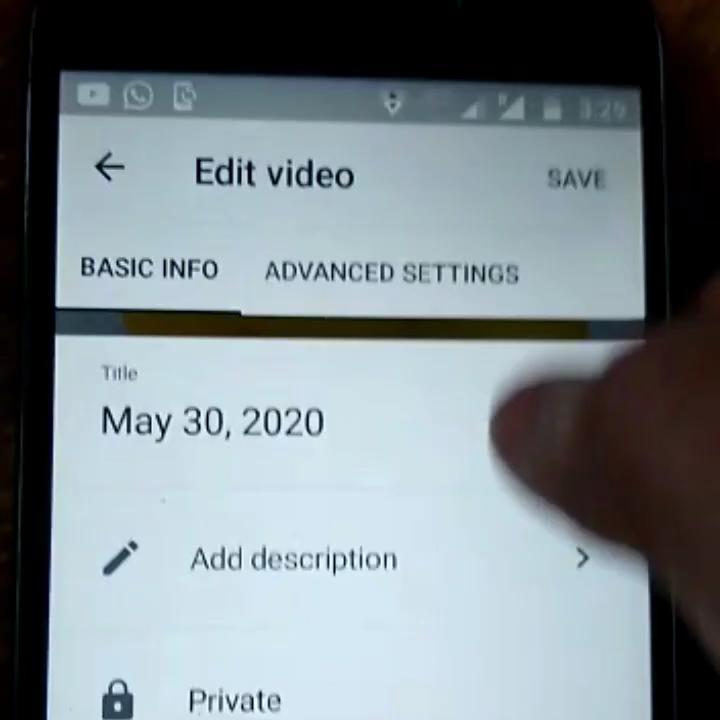 Edit video
SAVE
BASIC INFO
ADVANCED SETTINGS
Title
May 30, 2020
Add description
Private